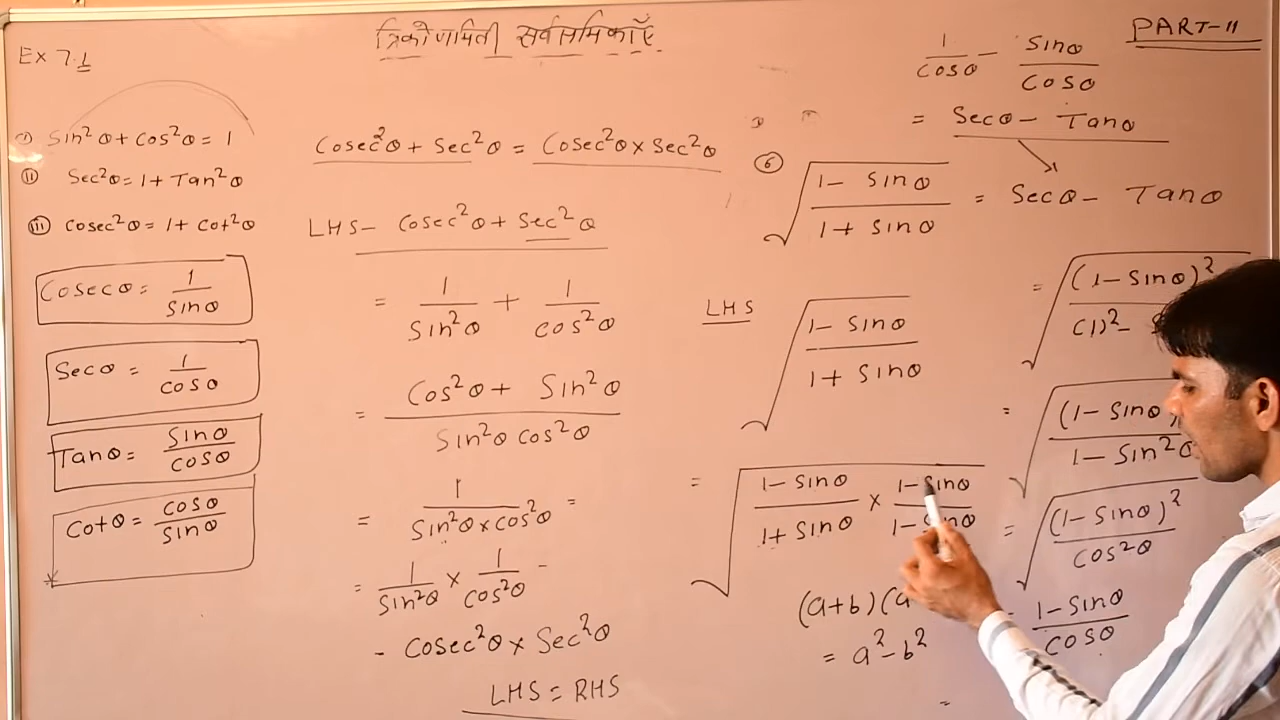 Ex 7.1
त्रिकोणमिती सर्वसमिकाएँ
PART-II
(i) Sin²θ + Cos²θ = 1
(ii) Sec²θ = 1 + Tan²θ
(iii) Cosec²θ = 1 + Cot²θ
Cosecθ = 1/Sinθ
Secθ = 1/Cosθ
Tanθ = Sinθ/Cosθ
Cotθ = Cosθ/Sinθ
Cosec²θ + Sec²θ = Cosec²θ × Sec²θ
LHS – Cosec²θ + Sec²θ
= 1/Sin²θ + 1/Cos²θ
= Cos²θ + Sin²θ / Sin²θ Cos²θ
= 1/Sin²θ × Cos²θ =
= 1/Sin²θ × 1/Cos²θ –
- Cosec²θ × Sec²θ
LHS = RHS
1/Cosθ – Sinθ/Cosθ
= Secθ – Tanθ
(6) √(1 – Sinθ / 1 + Sinθ) = Secθ – Tanθ
LHS √(1 – Sinθ / 1 + Sinθ)
= √(1 – Sinθ / 1 + Sinθ × 1 – Sinθ / 1 – Sinθ)
(a+b)(a
= a² – b²
= √((1 – Sinθ)² / (1)² –
= √((1 – Sinθ) / 1 – Sin²θ
= √((1 – Sinθ)² / Cos²θ
1 – Sinθ / Cosθ
=